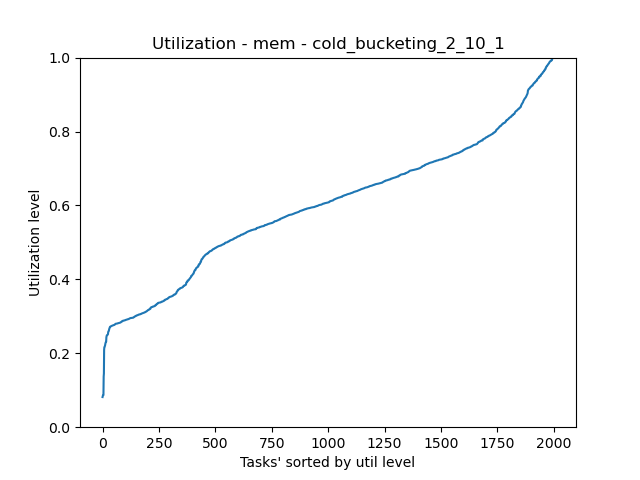 Utilization - mem - cold_bucketing_2_10_1
1.0
0.8
0.6
0.4
0.2
0.0
Utilization level
0 250 500 750 1000 1250 1500 1750 2000
Tasks' sorted by util level